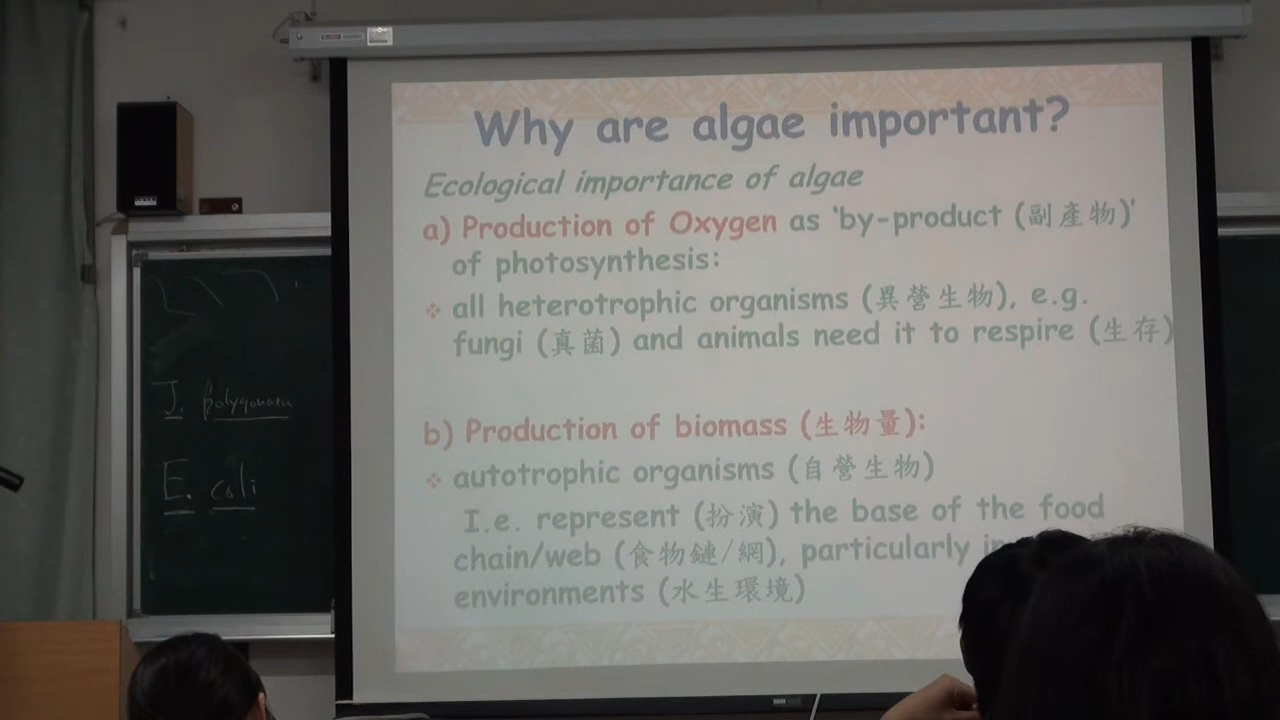 Why are algae important?
Ecological importance of algae
a) Production of Oxygen as 'by-product (副產物)'
of photosynthesis:
❖ all heterotrophic organisms (異營生物), e.g.
fungi (真菌) and animals need it to respire (生存)
b) Production of biomass (生物量):
❖ autotrophic organisms (自營生物)
I.e. represent (扮演) the base of the food
chain/web (食物鏈/網), particularly in
environments (水生環境)
J. polygonata
E. coli